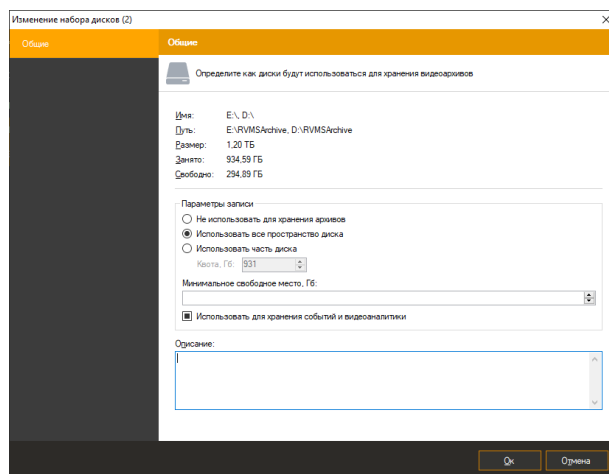 Изменение набора дисков (2)
Общие
Общие
Определите как диски будут использоваться для хранения видеоархивов
Имя: E:\, D:\
Путь: E:\RVMSArchive, D:\RVMSArchive
Размер: 1,20 ТБ
Занято: 934,59 ГБ
Свободно: 294,89 ГБ
Параметры записи
Не использовать для хранения архивов
Использовать все пространство диска
Использовать часть диска
Квота, Гб: 931
Минимальное свободное место, Гб:
Использовать для хранения событий и видеоаналитики
Описание:
Ок Отмена